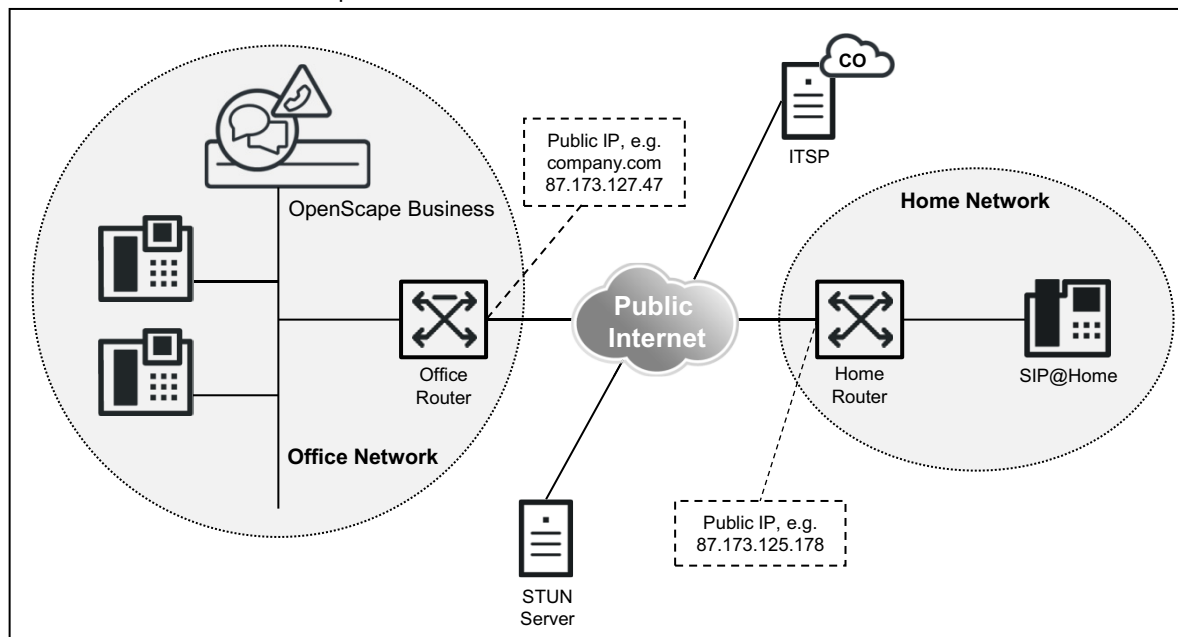 CO
ITSP
Public IP, e.g.
company.com
87.173.127.47
OpenScape Business
Home Network
Public
Internet
Office
Router
Home
Router
SIP@Home
Office Network
Public IP, e.g.
87.173.125.178
STUN
Server